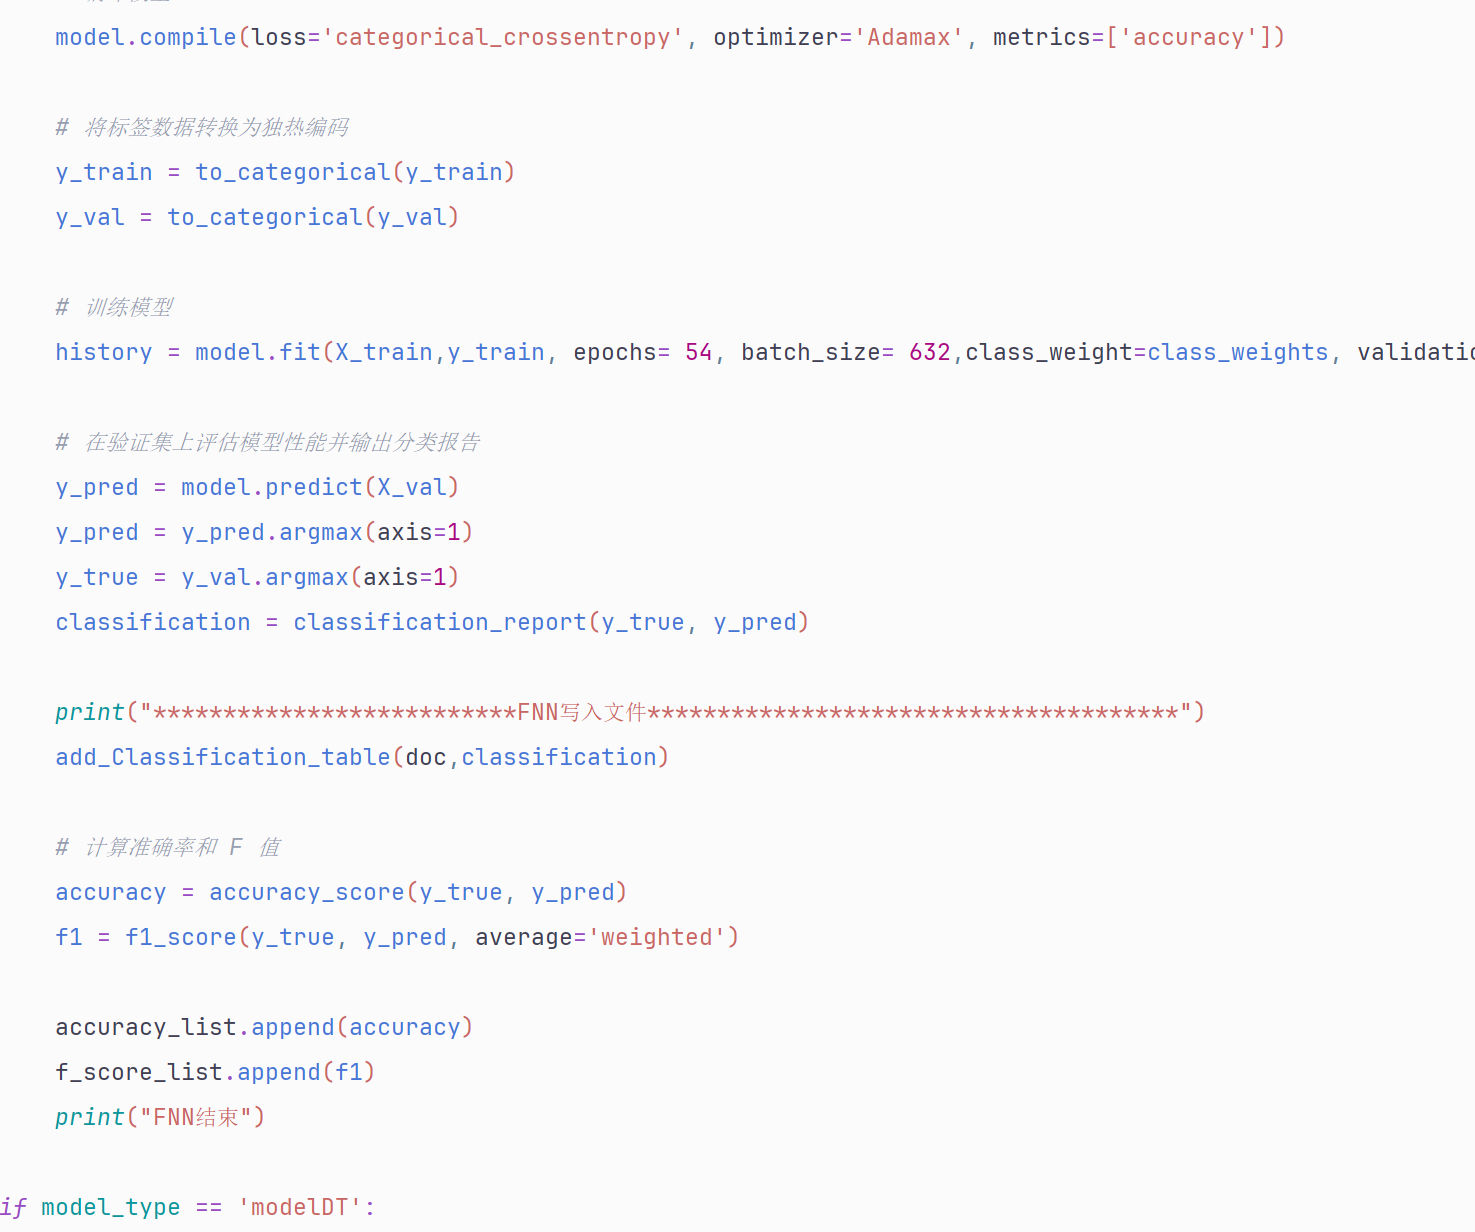 model.compile(loss='categorical_crossentropy', optimizer='Adamax', metrics=['accuracy'])
# 将标签数据转换为独热编码
y_train = to_categorical(y_train)
y_val = to_categorical(y_val)
# 训练模型
history = model.fit(X_train,y_train, epochs= 54, batch_size= 632,class_weight=class_weights, validatio
# 在验证集上评估模型性能并输出分类报告
y_pred = model.predict(X_val)
y_pred = y_pred.argmax(axis=1)
y_true = y_val.argmax(axis=1)
classification = classification_report(y_true, y_pred)
print("**************************FNN写入文件**************************************")
add_Classification_table(doc,classification)
# 计算准确率和 F 值
accuracy = accuracy_score(y_true, y_pred)
f1 = f1_score(y_true, y_pred, average='weighted')
accuracy_list.append(accuracy)
f_score_list.append(f1)
print("FNN结束")
if model_type == 'modelDT':